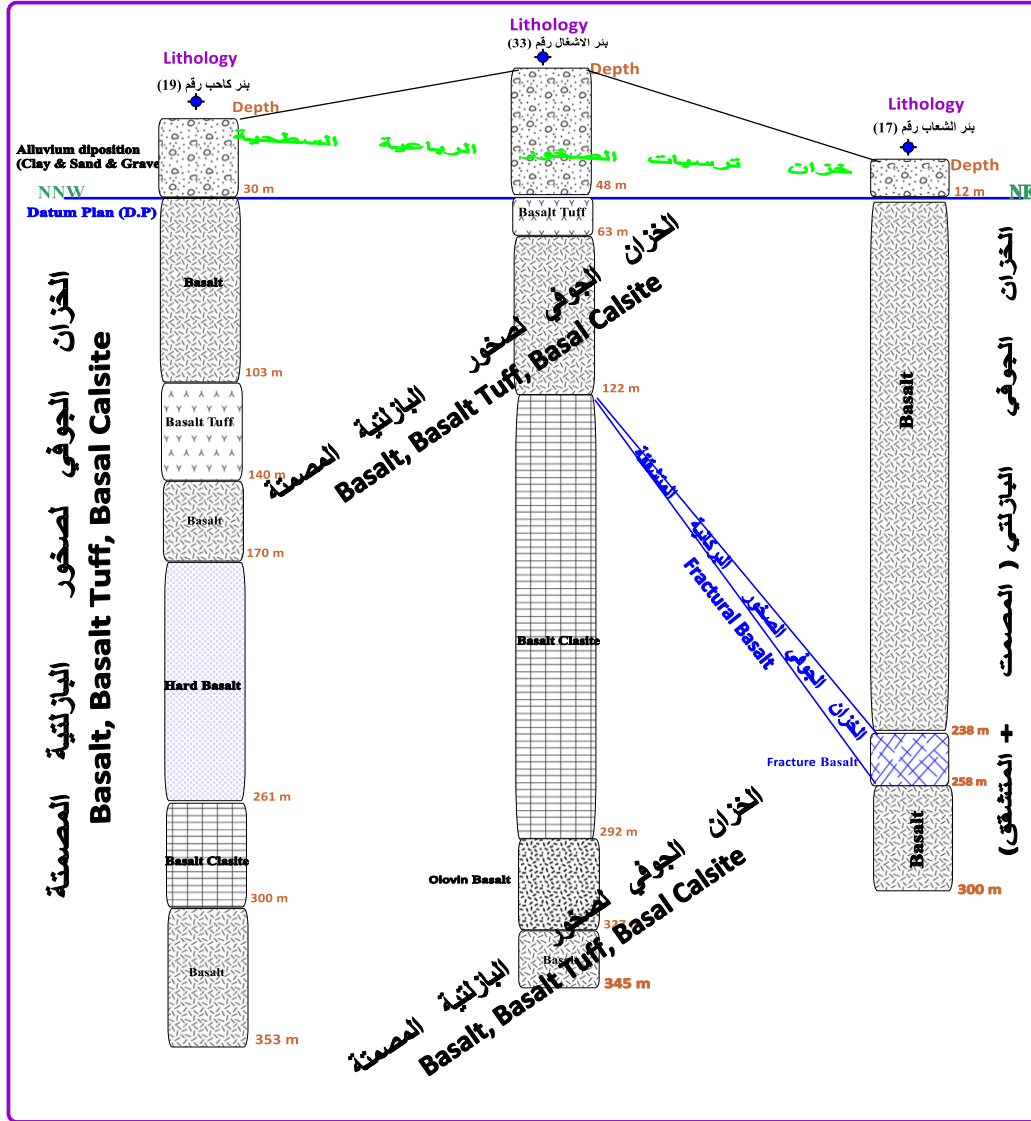 Lithology
بئر الاشغال رقم (33)
Lithology
بئر كاحب رقم (19)
Depth
Depth
Lithology
بئر الشعاب رقم (17)
Depth
Alluvium diposition
(Clay & Sand & Grave
خزان ترسبات الصخور الرباعية السطحية
30 m
48 m
12 m
NNW
NE
Datum Plan (D.P)
Basalt Tuff
63 m
Basalt
103 m
122 m
Basalt Tuff
140 m
Basalt
170 m
Hard Basalt
261 m
Basalt Clasite
300 m
Basalt
353 m
Basalt Clasite
292 m
Olovin Basalt
327
Basalt
345 m
Basalt
238 m
Fracture Basalt
258 m
Basalt
300 m
الخزان الجوفي لصخور البازلتية المصمتة
Basalt, Basalt Tuff, Basal Calsite
الخزان الجوفي لصخور البازلتية المصمتة
Basalt, Basalt Tuff, Basal Calsite
الخزان الجوفي الصخور البركانية المتشققة
Fractural Basalt
الخزان الجوفي لصخور البازلتية المصمتة
Basalt, Basalt Tuff, Basal Calsite
الخزان الجوفي البازلتي ( المصمت + المتشقق)